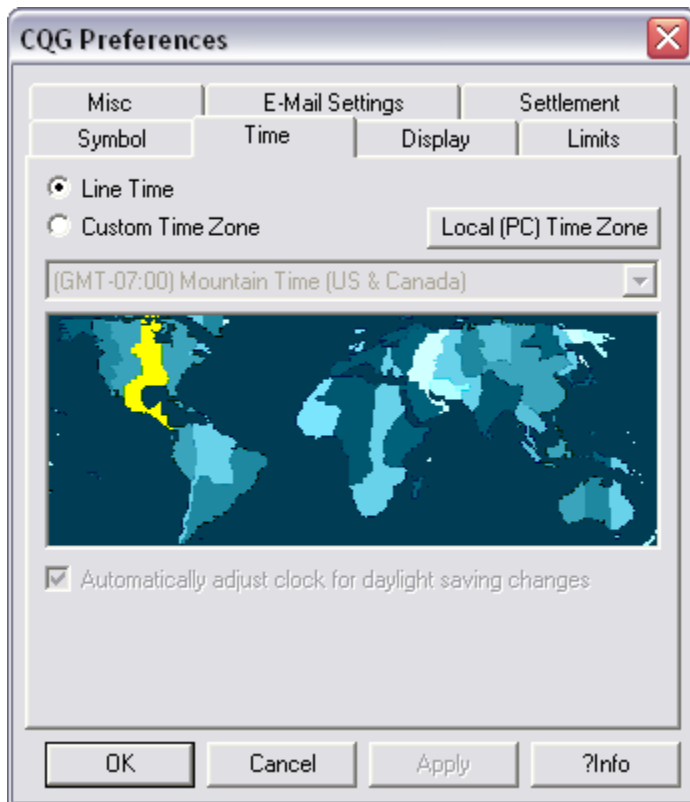 CQG Preferences
Misc E-Mail Settings Settlement
Symbol Time Display Limits
Line Time
Custom Time Zone Local (PC) Time Zone
(GMT-07:00) Mountain Time (US & Canada)
Automatically adjust clock for daylight saving changes
OK Cancel Apply ?Info